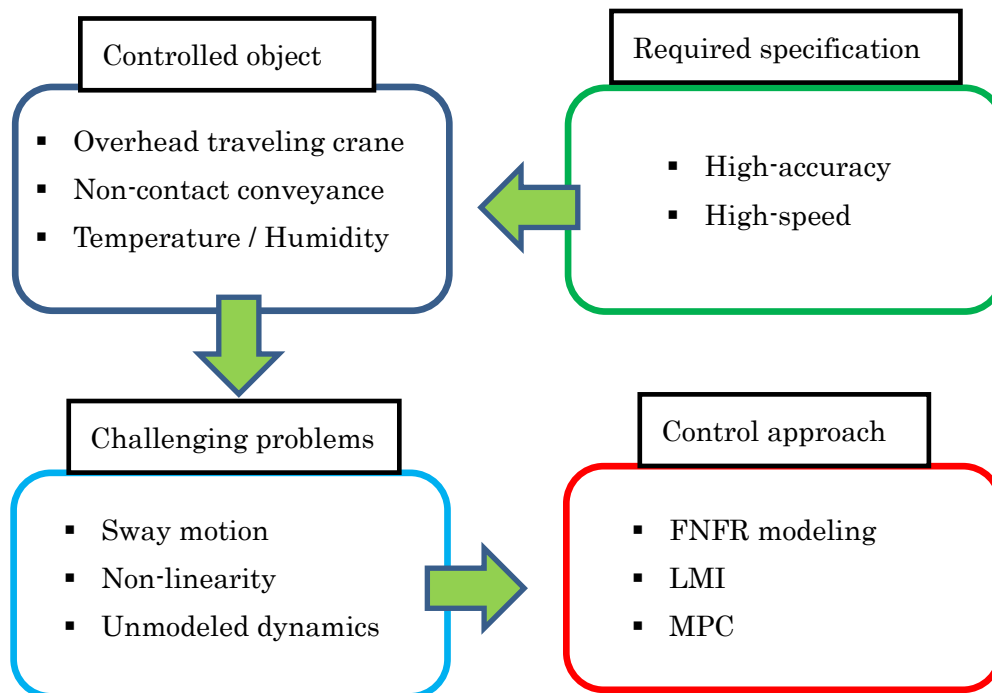 Controlled object
▪ Overhead traveling crane
▪ Non-contact conveyance
▪ Temperature / Humidity
Required specification
▪ High-accuracy
▪ High-speed
Challenging problems
▪ Sway motion
▪ Non-linearity
▪ Unmodeled dynamics
Control approach
▪ FNFR modeling
▪ LMI
▪ MPC